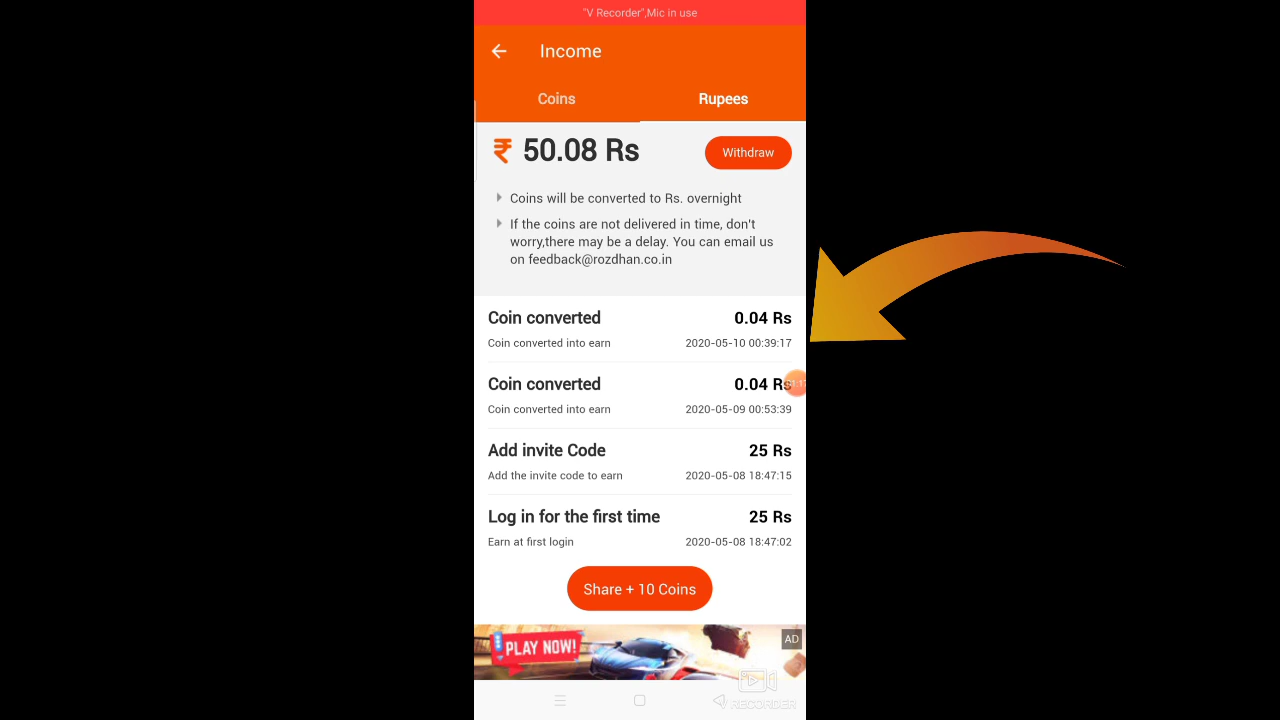 "V Recorder",Mic in use
Income
Coins
Rupees
₹ 50.08 Rs
Withdraw
Coins will be converted to Rs. overnight
If the coins are not delivered in time, don't
worry,there may be a delay. You can email us
on feedback@rozdhan.co.in
Coin converted
0.04 Rs
Coin converted into earn
2020-05-10 00:39:17
Coin converted
0.04 Rs
Coin converted into earn
2020-05-09 00:53:39
Add invite Code
25 Rs
Add the invite code to earn
2020-05-08 18:47:15
Log in for the first time
25 Rs
Earn at first login
2020-05-08 18:47:02
Share + 10 Coins
PLAY NOW!
AD
RECORDER